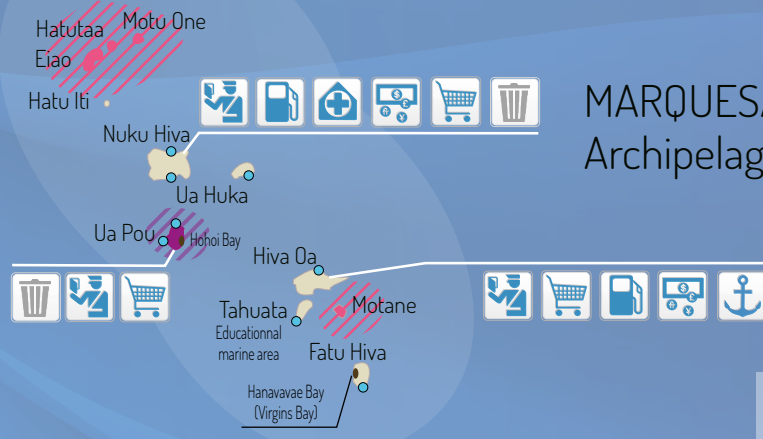 Hatutaa
Motu One
Eiao
Hatu Iti
Nuku Hiva
MARQUESA
Archipelag
Ua Huka
Ua Pou
Hohoi Bay
Hiva Oa
Tahuata
Educationnal
marine area
Motane
Fatu Hiva
Hanavavae Bay
(Virgins Bay)